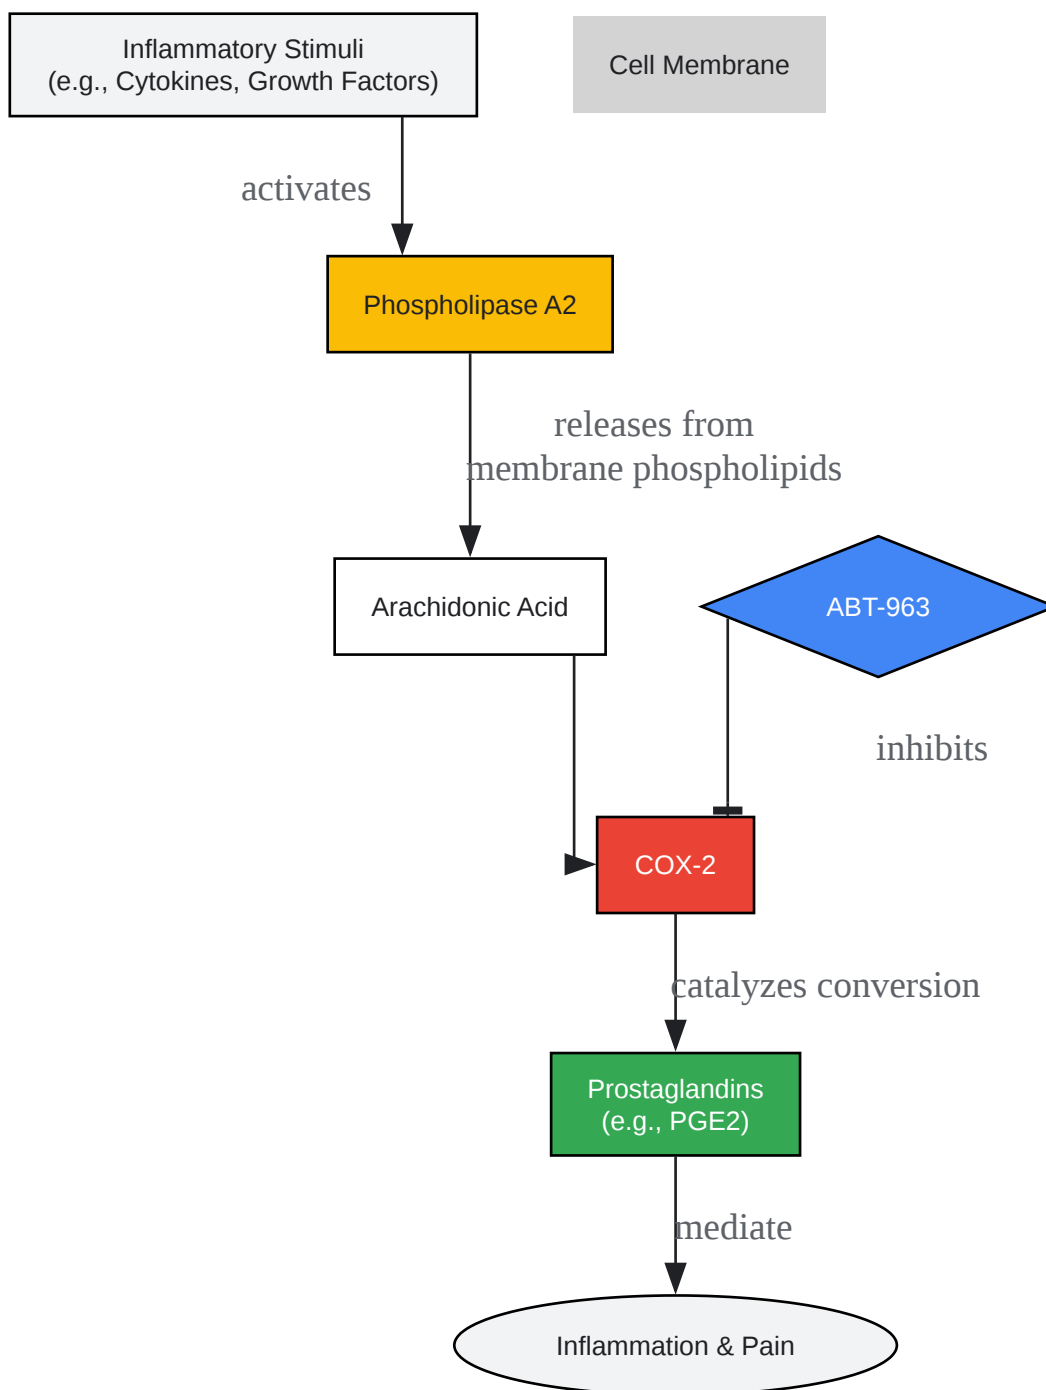 Inflammatory Stimuli
(e.g., Cytokines, Growth Factors)
Cell Membrane
activates
Phospholipase A2
releases from
membrane phospholipids
Arachidonic Acid
ABT-963
inhibits
COX-2
catalyzes conversion
Prostaglandins
(e.g., PGE2)
mediate
Inflammation & Pain